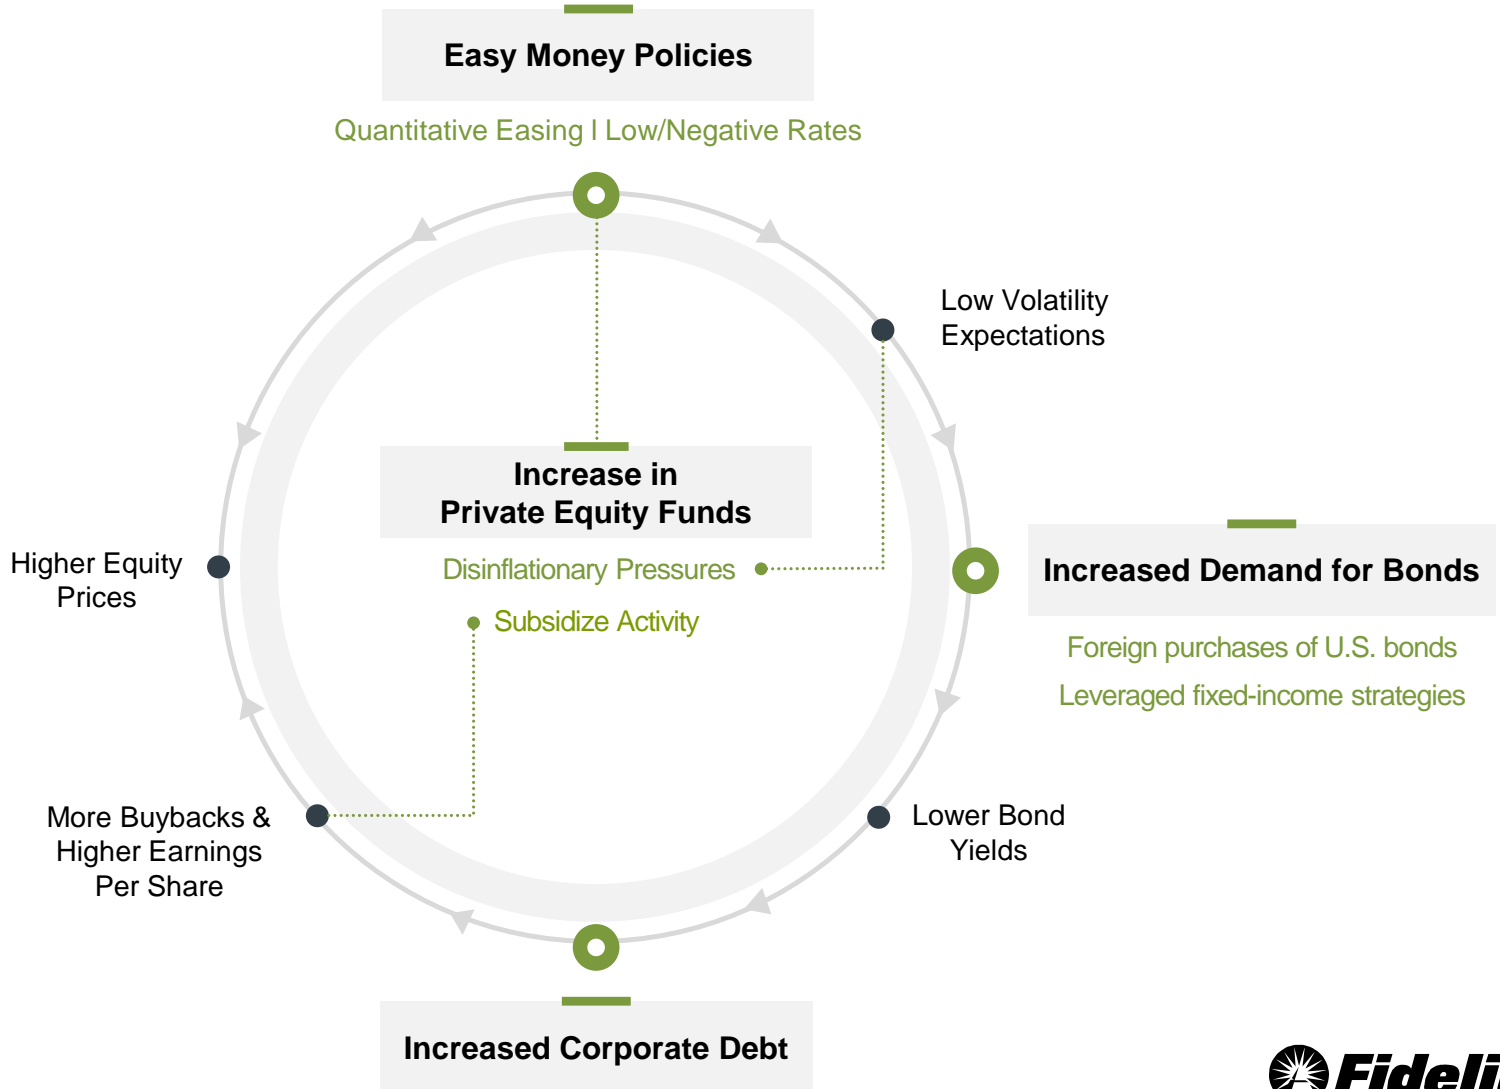 Easy Money Policies
Quantitative Easing l Low/Negative Rates
Low Volatility
Expectations
Increase in
Private Equity Funds
Disinflationary Pressures
Subsidize Activity
Higher Equity
Prices
Increased Demand for Bonds
Foreign purchases of U.S. bonds
Leveraged fixed-income strategies
More Buybacks &
Higher Earnings
Per Share
Lower Bond
Yields
Increased Corporate Debt